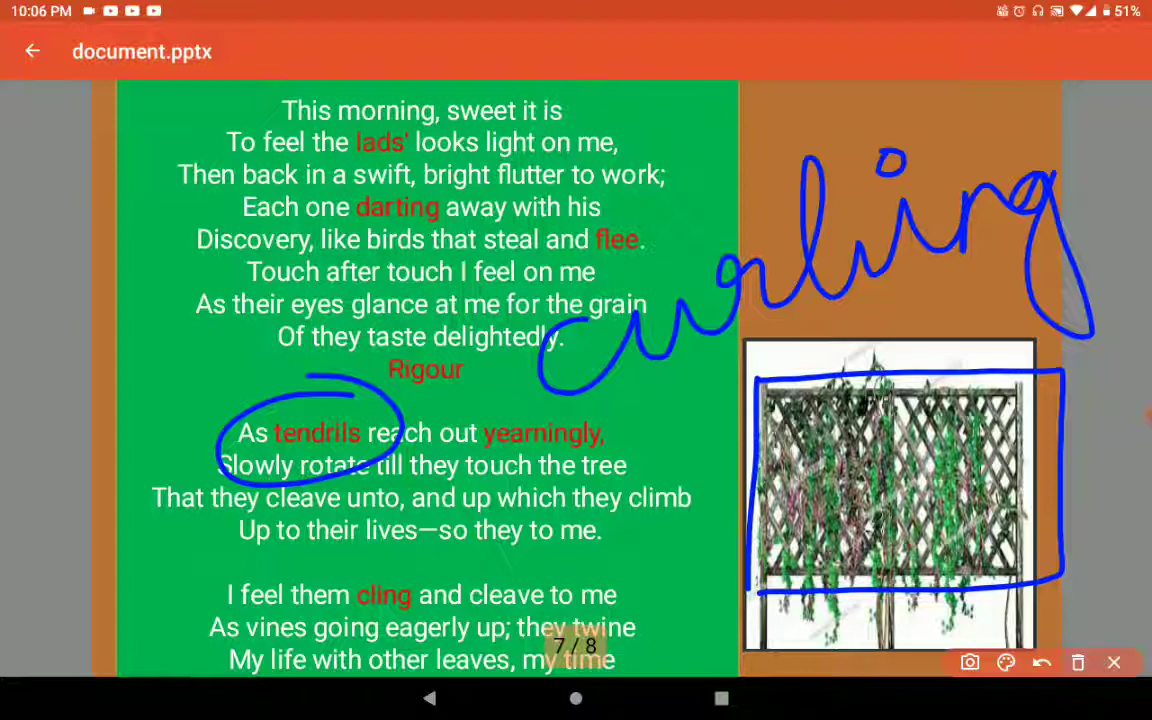 10:06 PM 51%
document.pptx
This morning, sweet it is
To feel the lads' looks light on me,
Then back in a swift, bright flutter to work;
Each one darting away with his
Discovery, like birds that steal and flee.
Touch after touch I feel on me
As their eyes glance at me for the grain
Of they taste delightedly.
Rigour
curling
As tendrils reach out yearningly,
Slowly rotate till they touch the tree
That they cleave unto, and up which they climb
Up to their lives—so they to me.
I feel them cling and cleave to me
As vines going eagerly up; they twine
My life with other leaves, my time
7 / 8